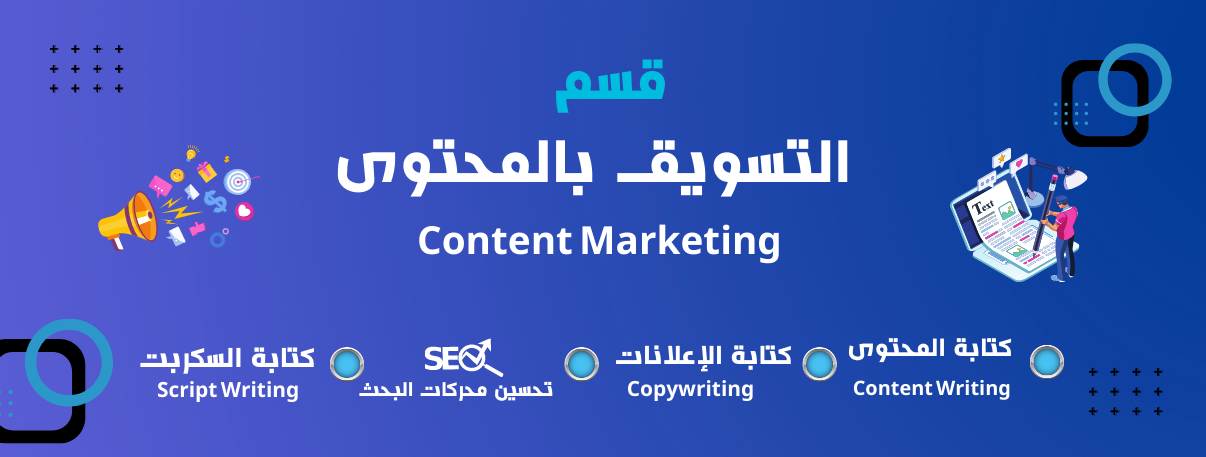 قسم
التسويق بالمحتوى
Content Marketing
Text
كتابة المحتوى
Content Writing
كتابة الإعلانات
Copywriting
SEO
تحسين محركات البحث
كتابة السكربت
Script Writing